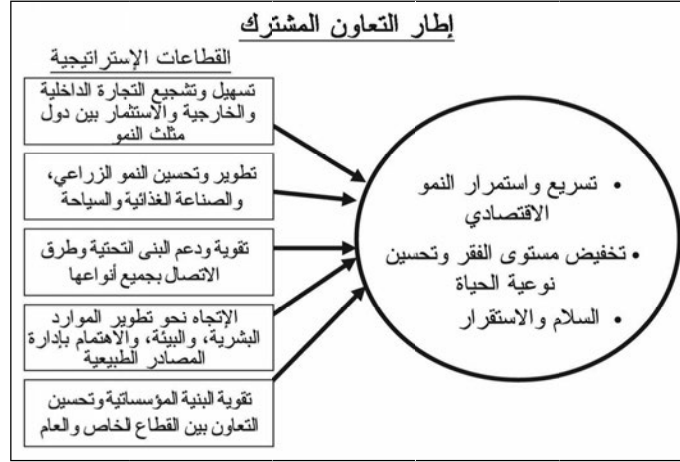 إطار التعاون المشترك
القطاعات الإستراتيجية
تسهيل وتشجيع التجارة الداخلية
والخارجية والاستثمار بين دول
مثلث النمو
تطوير وتحسين النمو الزراعي،
والصناعة الغذائية والسياحة
تقوية ودعم البنى التحتية وطرق
الاتصال بجميع أنواعها
الإتجاه نحو تطوير الموارد
البشرية، والبيئة، والاهتمام بإدارة
المصادر الطبيعية
تقوية البنية المؤسساتية وتحسين
التعاون بين القطاع الخاص والعام
• تسريع واستمرار النمو
الاقتصادي
• تخفيض مستوى الفقر وتحسين
نوعية الحياة
• السلام والاستقرار